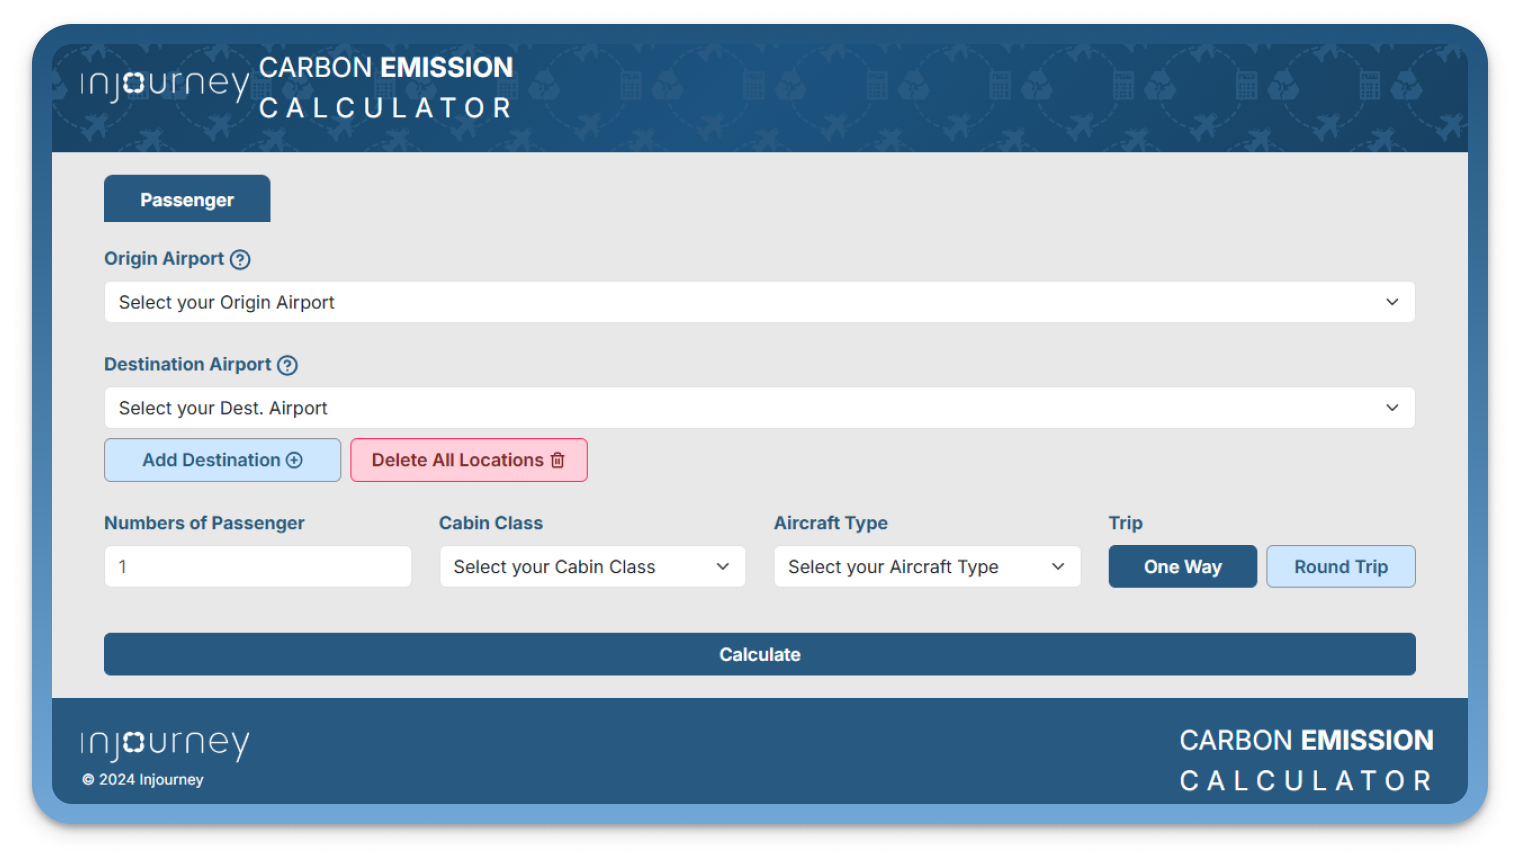 injourney
CARBON EMISSION
CALCULATOR
Passenger
Origin Airport
Select your Origin Airport
Destination Airport
Select your Dest. Airport
Add Destination
Delete All Locations
Numbers of Passenger
Cabin Class
Aircraft Type
Trip
1
Select your Cabin Class
Select your Aircraft Type
One Way
Round Trip
Calculate
injourney
© 2024 Injourney
CARBON EMISSION
CALCULATOR